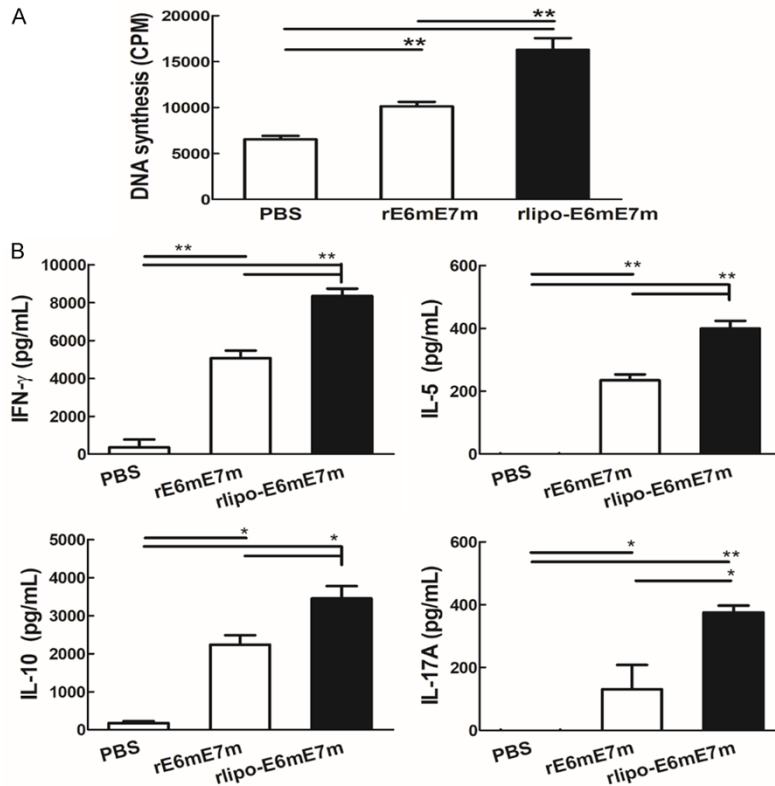 A
DNA synthesis (CPM)
20000
15000
10000
5000
0
**
**
PBS rE6mE7m rlipo-E6mE7m
B
IFN-γ (pg/mL)
10000
8000
6000
4000
2000
0
**
**
PBS
rE6mE7m
rlipo-E6mE7m
IL-5 (pg/mL)
600
400
200
0
**
**
PBS
rE6mE7m
rlipo-E6mE7m
IL-10 (pg/mL)
5000
4000
3000
2000
1000
0
*
*
PBS
rE6mE7m
rlipo-E6mE7m
IL-17A (pg/mL)
600
400
200
0
*
**
*
PBS
rE6mE7m
rlipo-E6mE7m